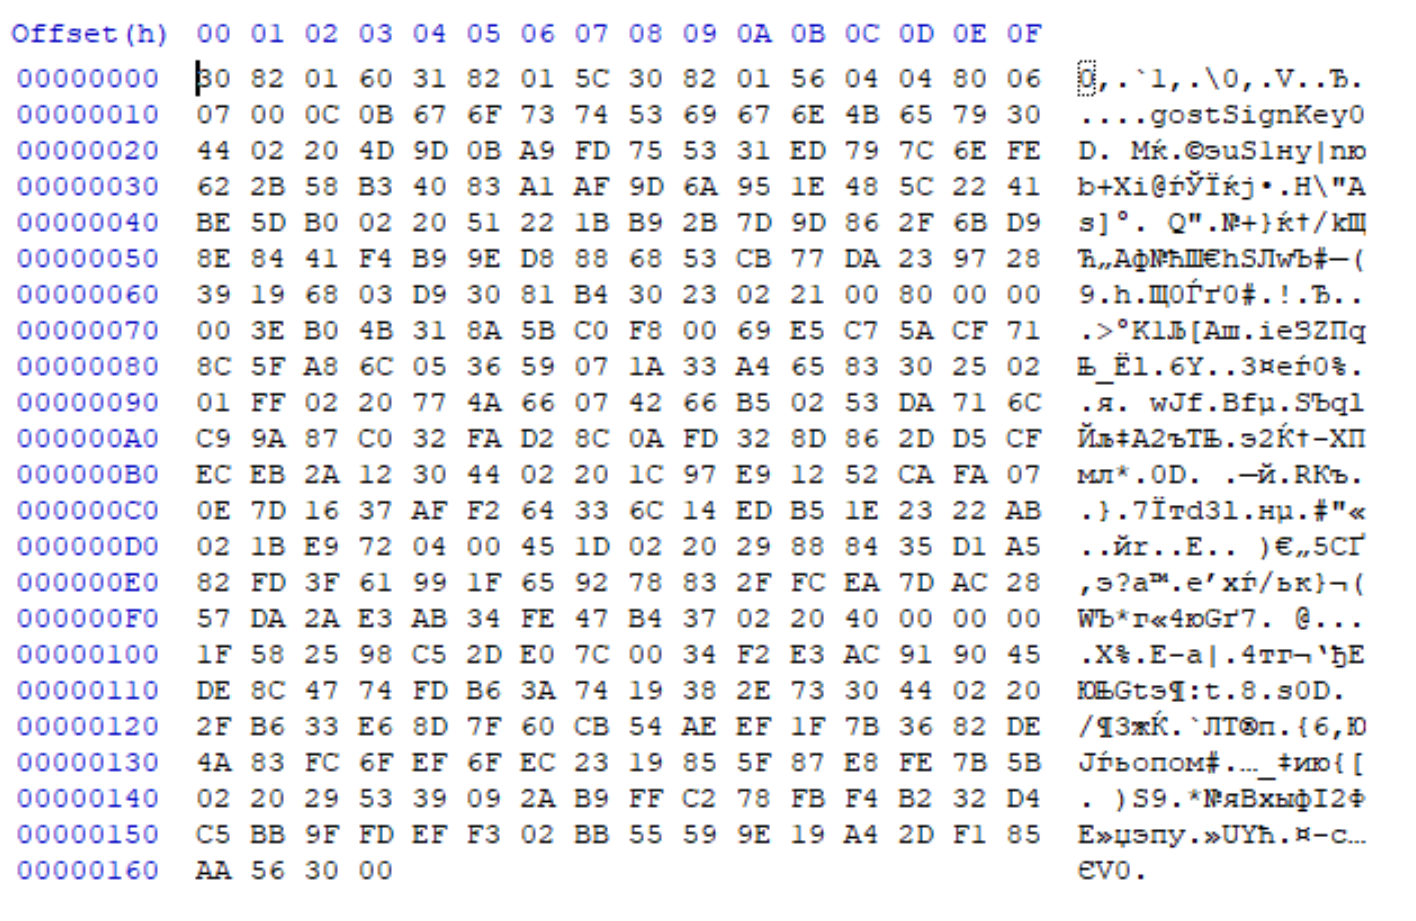 Offset(h) 00 01 02 03 04 05 06 07 08 09 0A 0B 0C 0D 0E 0F
00000000 30 82 01 60 31 82 01 5C 30 82 01 56 04 04 80 06 0‚.`1‚.\0‚.V..Ђ.
00000010 07 00 0C 0B 67 6F 73 74 53 69 67 6E 4B 65 79 30 ....gostSignKey0
00000020 44 02 20 4D 9D 0B A9 FD 75 53 31 ED 79 7C 6E FE D. Mќ.©эuS1нy|nю
00000030 62 2B 58 B3 40 83 A1 AF 9D 6A 95 1E 48 5C 22 41 b+Xі@ѓЎЇќj•.H\"A
00000040 BE 5D B0 02 20 51 22 1B B9 2B 7D 9D 86 2F 6B D9 ѕ]°. Q".№+}ќ†/kЩ
00000050 8E 84 41 F4 B9 9E D8 88 68 53 CB 77 DA 23 97 28 Ћ„Aф№ћШ€hSЛwЪ#—(
00000060 39 19 68 03 D9 30 81 B4 30 23 02 21 00 80 00 00 9.h.Щ0Ѓґ0#.!.Ђ..
00000070 00 3E B0 4B 31 8A 5B C0 F8 00 69 E5 C7 5A CF 71 .>°K1Љ[Аш.iеЗZПq
00000080 8C 5F A8 6C 05 36 59 07 1A 33 A4 65 83 30 25 02 Њ_Ёl.6Y..3¤eѓ0%.
00000090 01 FF 02 20 77 4A 66 07 42 66 B5 02 53 DA 71 6C .я. wJf.Bfµ.SЪql
000000A0 C9 9A 87 C0 32 FA D2 8C 0A FD 32 8D 86 2D D5 CF Йљ‡А2ъТЊ.э2Ќ†-ХП
000000B0 EC EB 2A 12 30 44 02 20 1C 97 E9 12 52 CA FA 07 мл*.0D. .—й.RКъ.
000000C0 0E 7D 16 37 AF F2 64 33 6C 14 ED B5 1E 23 22 AB .}.7Їтd3l.нµ.#"«
000000D0 02 1B E9 72 04 00 45 1D 02 20 29 88 84 35 D1 A5 ..йr..E.. )€„5СҐ
000000E0 82 FD 3F 61 99 1F 65 92 78 83 2F FC EA 7D AC 28 ‚э?a™.e’xѓ/ьк}¬(
000000F0 57 DA 2A E3 AB 34 FE 47 B4 37 02 20 40 00 00 00 WЪ*г«4юGґ7. @...
00000100 1F 58 25 98 C5 2D E0 7C 00 34 F2 E3 AC 91 90 45 .X%.Е-а|.4тг¬‘ђE
00000110 DE 8C 47 74 FD B6 3A 74 19 38 2E 73 30 44 02 20 ЮЊGtэ¶:t.8.s0D.
00000120 2F B6 33 E6 8D 7F 60 CB 54 AE EF 1F 7B 36 82 DE /¶3жЌ.`ЛT®п.{6‚Ю
00000130 4A 83 FC 6F EF 6F EC 23 19 85 5F 87 E8 FE 7B 5B Jѓьoпoм#.…_‡ию{[
00000140 02 20 29 53 39 09 2A B9 FF C2 78 FB F4 B2 32 D4 . )S9.*№яВxыфІ2Ф
00000150 C5 BB 9F FD EF F3 02 BB 55 59 9E 19 A4 2D F1 85 Е»џэпу.»UYћ.¤-с…
00000160 AA 56 30 00 ЄV0.